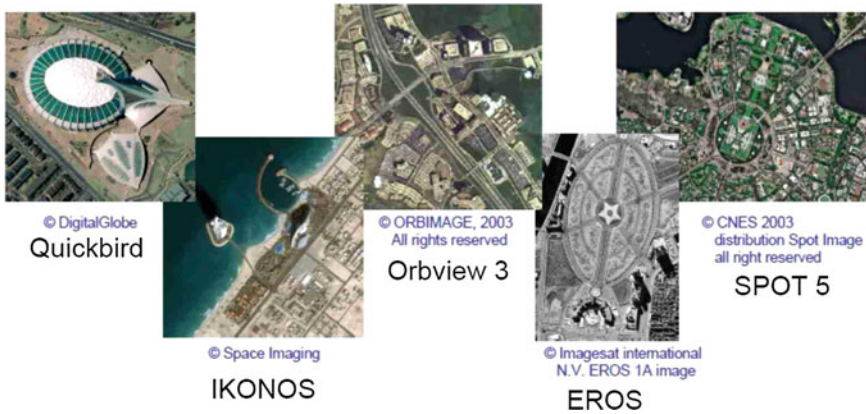 © DigitalGlobe
Quickbird
© Space Imaging
IKONOS
© ORBIMAGE, 2003
All rights reserved
Orbview 3
© Imagesat international
N.V. EROS 1A image
EROS
© CNES 2003
distribution Spot Image
all right reserved
SPOT 5